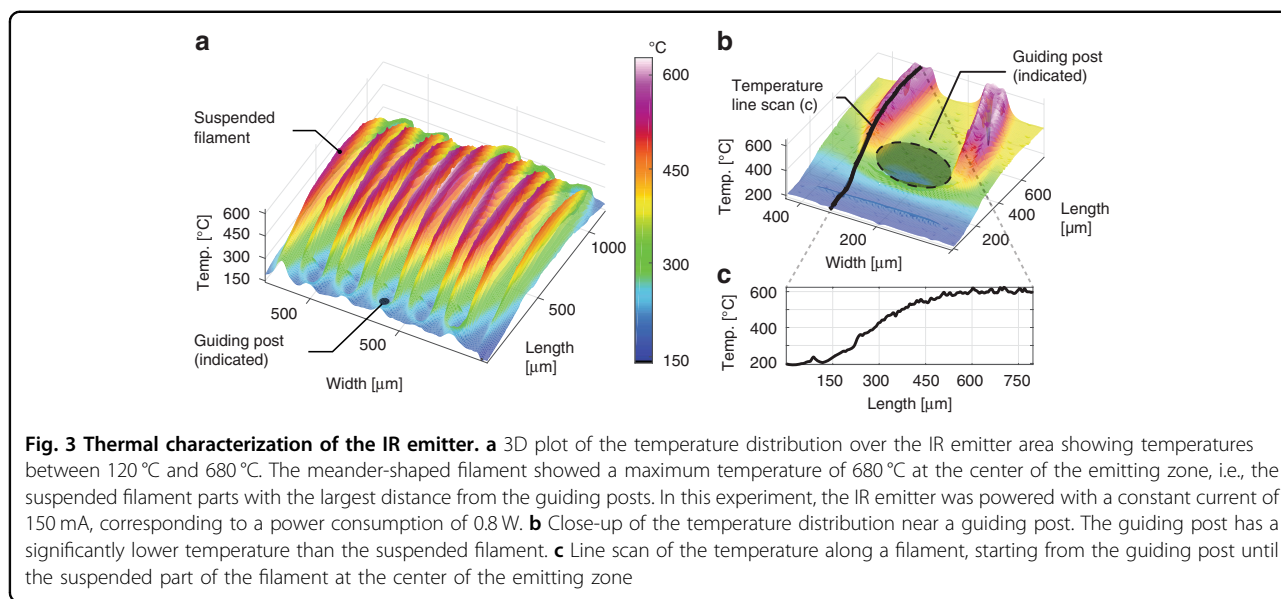 a
°C
600
450
300
150
Suspended
filament
Temp. [°C]
600
450
300
150
500
500
Width [µm]
1000
500
Length
[µm]
Guiding post
(indicated)
b
Guiding post
(indicated)
Temperature
line scan (c)
Temp. [°C]
600
400
200
400
200
Width [µm]
600
400
200
Length
[µm]
c
Temp. [°C]
600
400
200
150
300
450
600
750
Length [µm]
Fig. 3 Thermal characterization of the IR emitter. a 3D plot of the temperature distribution over the IR emitter area showing temperatures
between 120 °C and 680 °C. The meander-shaped filament showed a maximum temperature of 680 °C at the center of the emitting zone, i.e., the
suspended filament parts with the largest distance from the guiding posts. In this experiment, the IR emitter was powered with a constant current of
150 mA, corresponding to a power consumption of 0.8 W. b Close-up of the temperature distribution near a guiding post. The guiding post has a
significantly lower temperature than the suspended filament. c Line scan of the temperature along a filament, starting from the guiding post until
the suspended part of the filament at the center of the emitting zone